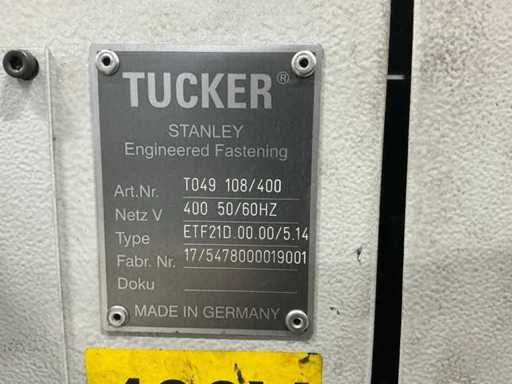 TUCKER®
STANLEY
Engineered Fastening
Art.Nr. T049 108/400
Netz V 400 50/60HZ
Type ETF21D.00.00/5.14
Fabr. Nr. 17/5478000019001
Doku
MADE IN GERMANY